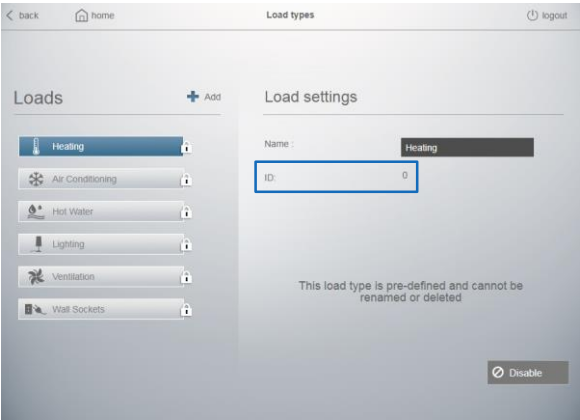 back
home
Load types
logout
Loads
Add
Load settings
Heating
Air Conditioning
Hot Water
Lighting
Ventilation
Wall Sockets
Name :
Heating
ID:
0
This load type is pre-defined and cannot be
renamed or deleted
Disable